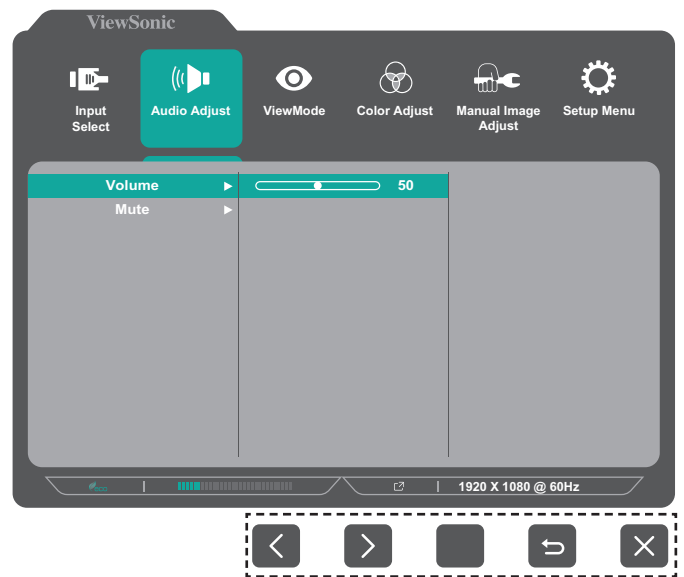 ViewSonic
Input
Select
Audio Adjust
ViewMode
Color Adjust
Manual Image
Adjust
Setup Menu
Volume
50
Mute
eco
1920 X 1080 @ 60Hz